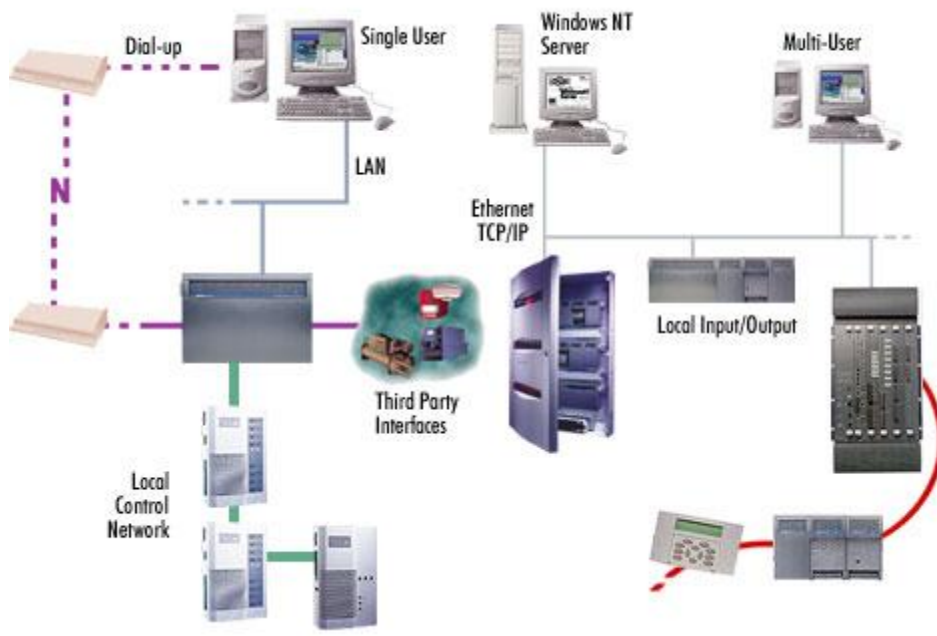 Dial-up
Single User
Windows NT
Server
Multi-User
LAN
N
Ethernet
TCP/IP
Local Input/Output
Third Party
Interfaces
Local
Control
Network